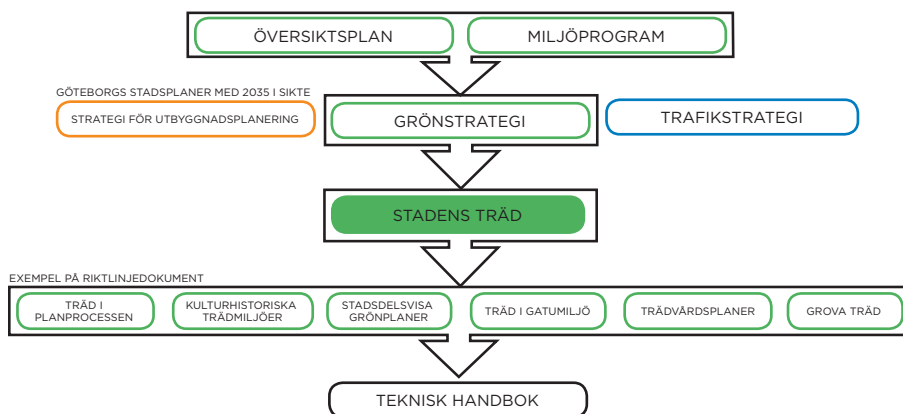 ÖVERSIKTSPLAN
MILJÖPROGRAM
GÖTEBORGS STADSPLANER MED 2035 I SIKTE
STRATEGI FÖR UTBYGGNADSPLANERING
GRÖNSTRATEGI
TRAFIKSTRATEGI
STADENS TRÄD
EXEMPEL PÅ RIKTLINJEDOKUMENT
TRÄD I
PLANPROCESSEN
KULTURHISTORISKA
TRÄDMILJÖER
STADSDELSVISA
GRÖNPLANER
TRÄD I GATUMILJÖ
TRÄDVÅRDSPLANER
GROVA TRÄD
TEKNISK HANDBOK